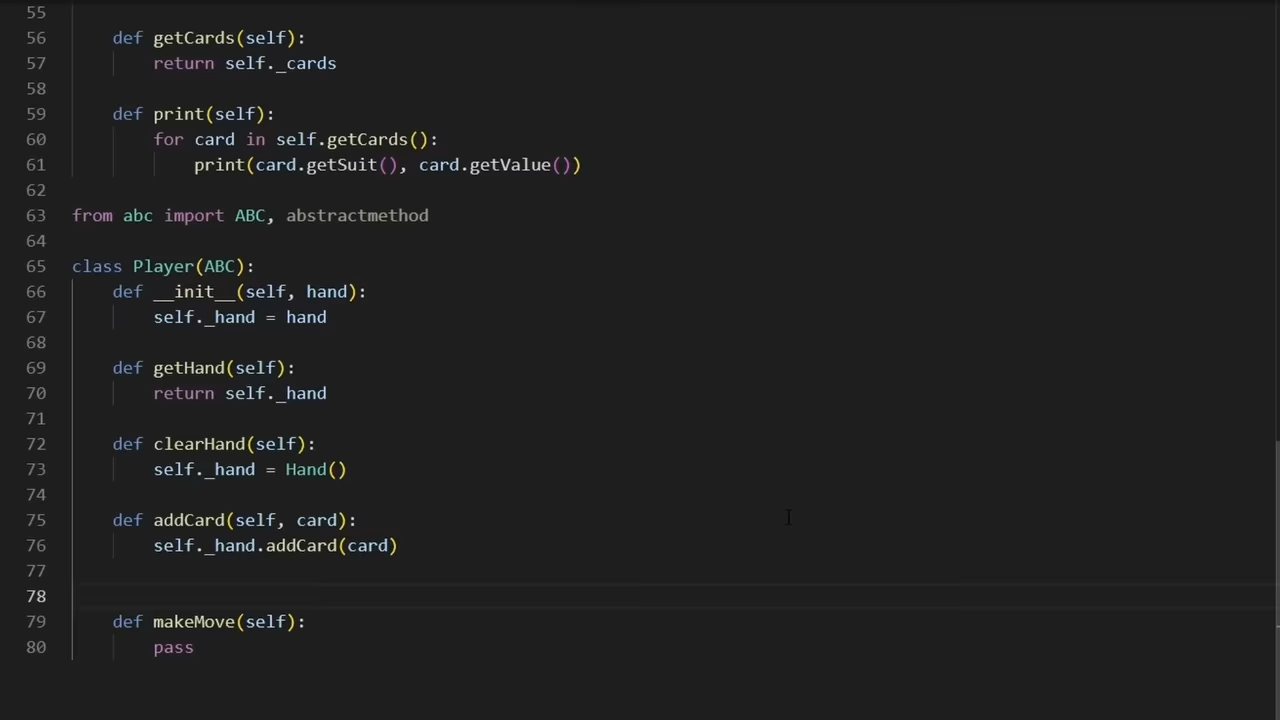 55
56 def getCards(self):
57 return self._cards
58
59 def print(self):
60 for card in self.getCards():
61 print(card.getSuit(), card.getValue())
62
63 from abc import ABC, abstractmethod
64
65 class Player(ABC):
66 def __init__(self, hand):
67 self._hand = hand
68
69 def getHand(self):
70 return self._hand
71
72 def clearHand(self):
73 self._hand = Hand()
74
75 def addCard(self, card):
76 self._hand.addCard(card)
77
78
79 def makeMove(self):
80 pass